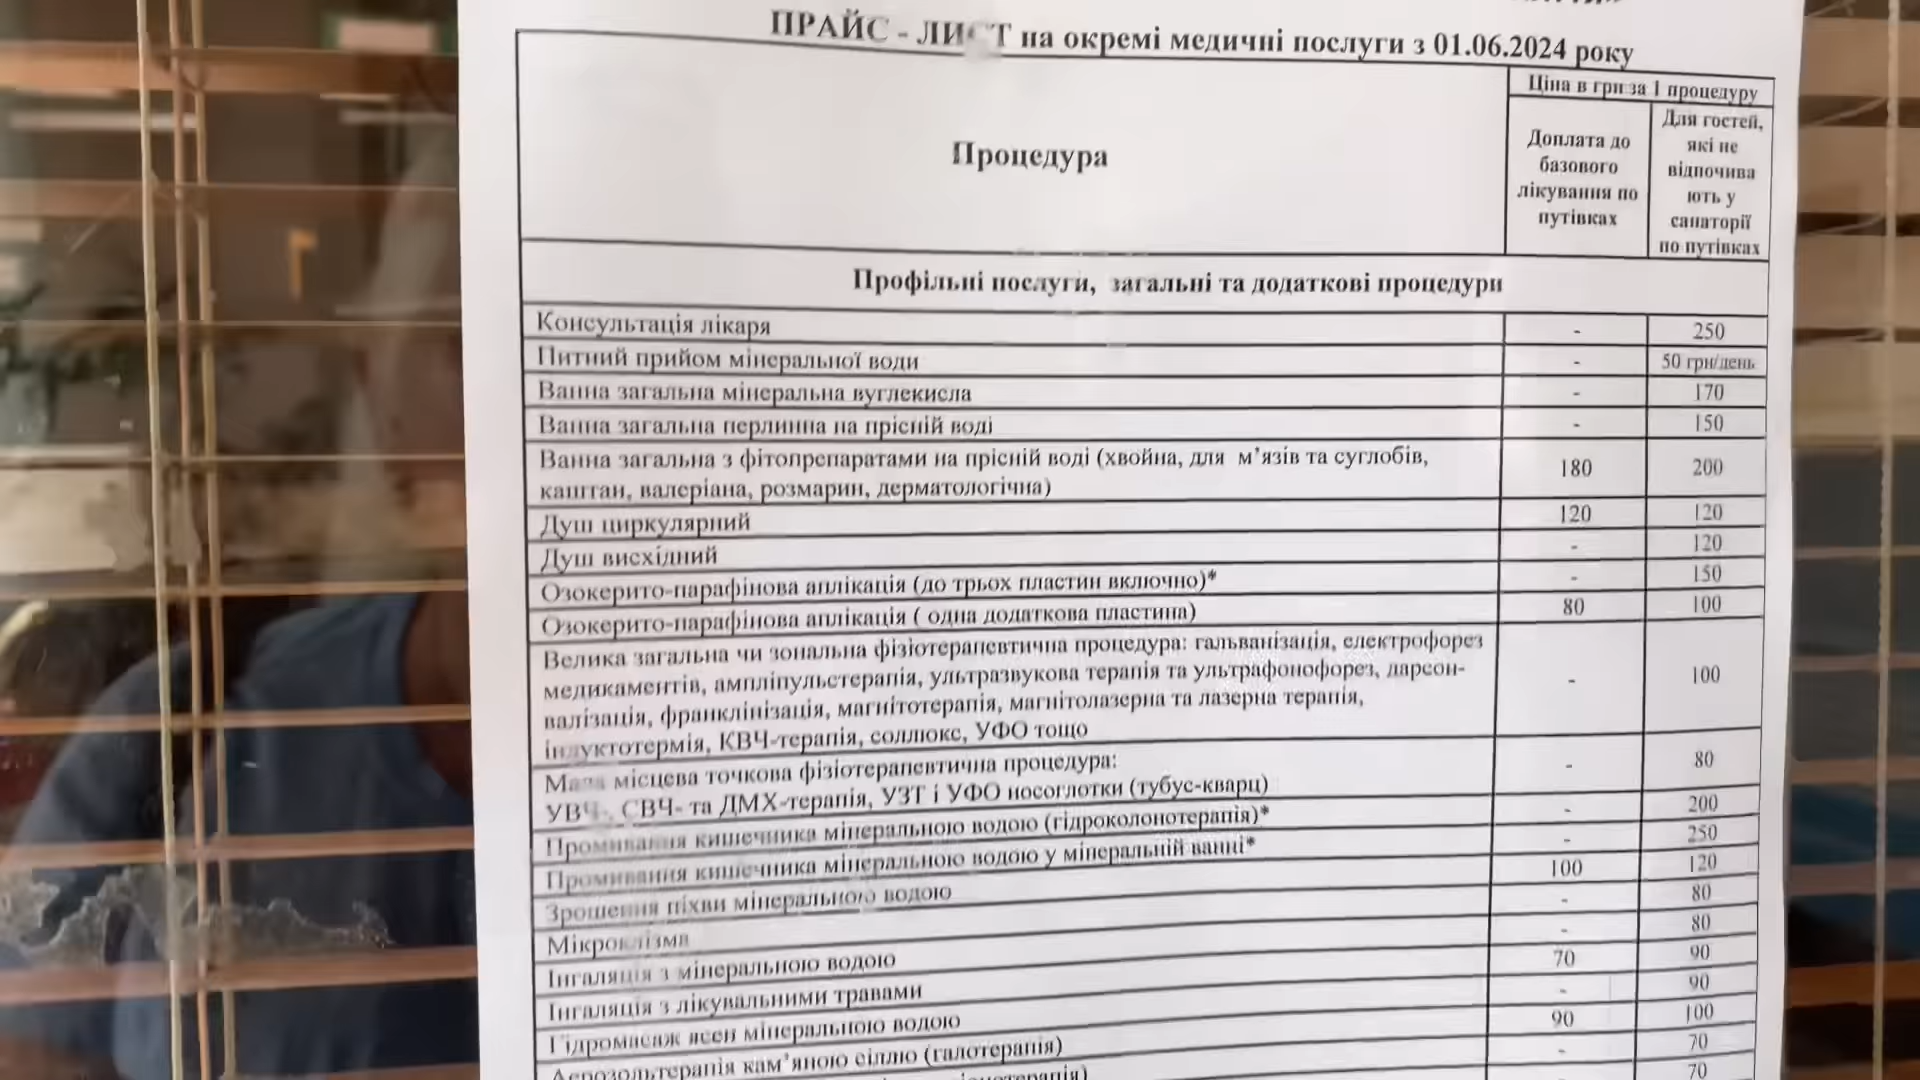 ПРАЙС - ЛИСТ на окремі медичні послуги з 01.06.2024 року
Процедура
Ціна в грн за 1 процедуру
Доплата до
базового
лікування по
путівках
Для гостей,
які не
відпочива
ють у
санаторії
по путівках
Профільні послуги, загальні та додаткові процедури
Консультація лікаря - 250
Питний прийом мінеральної води - 50 грн/день
Ванна загальна мінеральна вуглекисла - 170
Ванна загальна перлинна на прісній воді - 150
Ванна загальна з фітопрепаратами на прісній воді (хвойна, для м’язів та суглобів,
каштан, валеріана, розмарин, дерматологічна) 180 200
Душ циркулярний 120 120
Душ висхідний - 120
Озокерито-парафінова аплікація (до трьох пластин включно)* - 150
Озокерито-парафінова аплікація ( одна додаткова пластина) 80 100
Велика загальна чи зональна фізіотерапевтична процедура: гальванізація, електрофорез
медикаментів, ампліпульстерапія, ультразвукова терапія та ультрафонофорез, дарсон-
валізація, франклінізація, магнітотерапія, магнітолазерна та лазерна терапія,
індуктотермія, КВЧ-терапія, соллюкс, УФО тощо - 100
Мала місцева точкова фізіотерапевтична процедура:
УВЧ-, СВЧ- та ДМХ-терапія, УЗТ і УФО носоглотки (тубус-кварц) - 80
Промивання кишечника мінеральною водою (гідроколонотерапія)* - 200
Промивання кишечника мінеральною водою у мінеральній ванні* - 250
Зрошення піхви мінеральною водою 100 120
Мікроклізма - 80
Інгаляція з мінеральною водою - 80
Інгаляція з лікувальними травами 70 90
Гідромасаж ясен мінеральною водою - 90
Аерозольтерапія кам’яною сіллю (галотерапія) 90 100
- 70
70